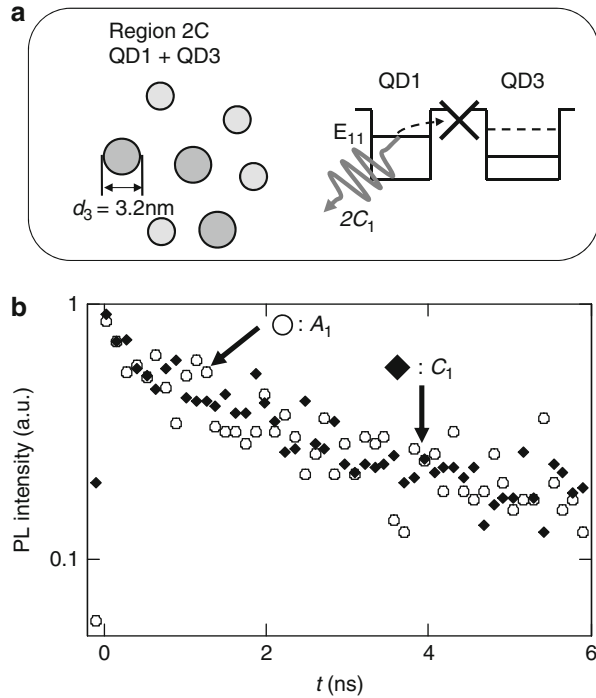 a
Region 2C
QD1 + QD3
d₃ = 3.2nm
QD1
QD3
E₁₁
2C₁
b
PL intensity (a.u.)
1
0.1
○ : A₁
◆ : C₁
0
2
4
6
t (ns)